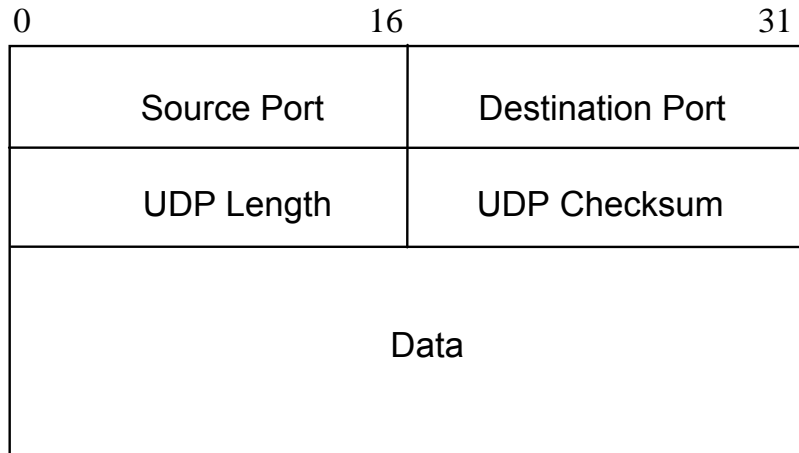 0 16 31
Source Port Destination Port
UDP Length UDP Checksum
Data